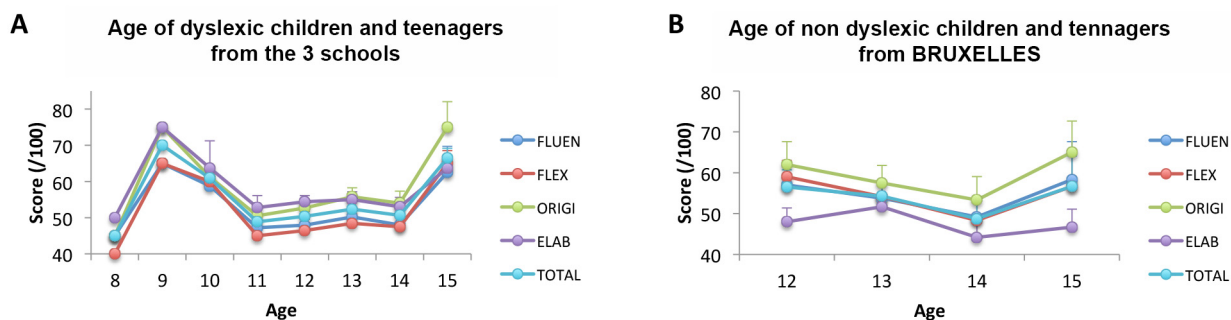 A
Age of dyslexic children and teenagers
from the 3 schools
Score (/100)
80
70
60
50
40
8 9 10 11 12 13 14 15
Age
FLUEN
FLEX
ORIGI
ELAB
TOTAL
B
Age of non dyslexic children and tennagers
from BRUXELLES
Score (/100)
80
70
60
50
40
12 13 14 15
Age
FLUEN
FLEX
ORIGI
ELAB
TOTAL